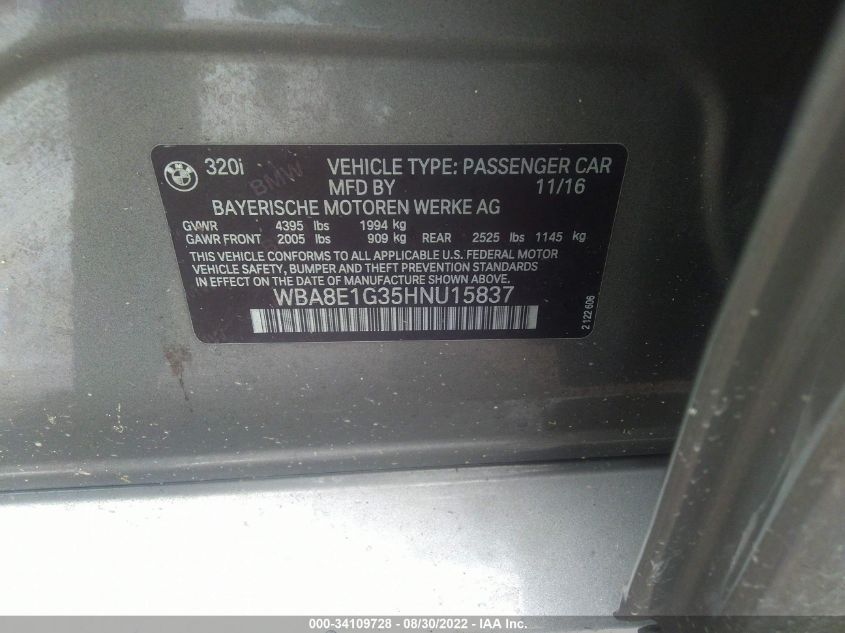 320i VEHICLE TYPE: PASSENGER CAR
BMW MFD BY 11/16
BAYERISCHE MOTOREN WERKE AG
GVWR 4395 lbs 1994 kg
GAWR FRONT 2005 lbs 909 kg REAR 2525 lbs 1145 kg
THIS VEHICLE CONFORMS TO ALL APPLICABLE U.S. FEDERAL MOTOR
VEHICLE SAFETY, BUMPER AND THEFT PREVENTION STANDARDS
IN EFFECT ON THE DATE OF MANUFACTURE SHOWN ABOVE.
WBA8E1G35HNU15837
2 122 606
000-34109728 - 08/30/2022 - IAA Inc.